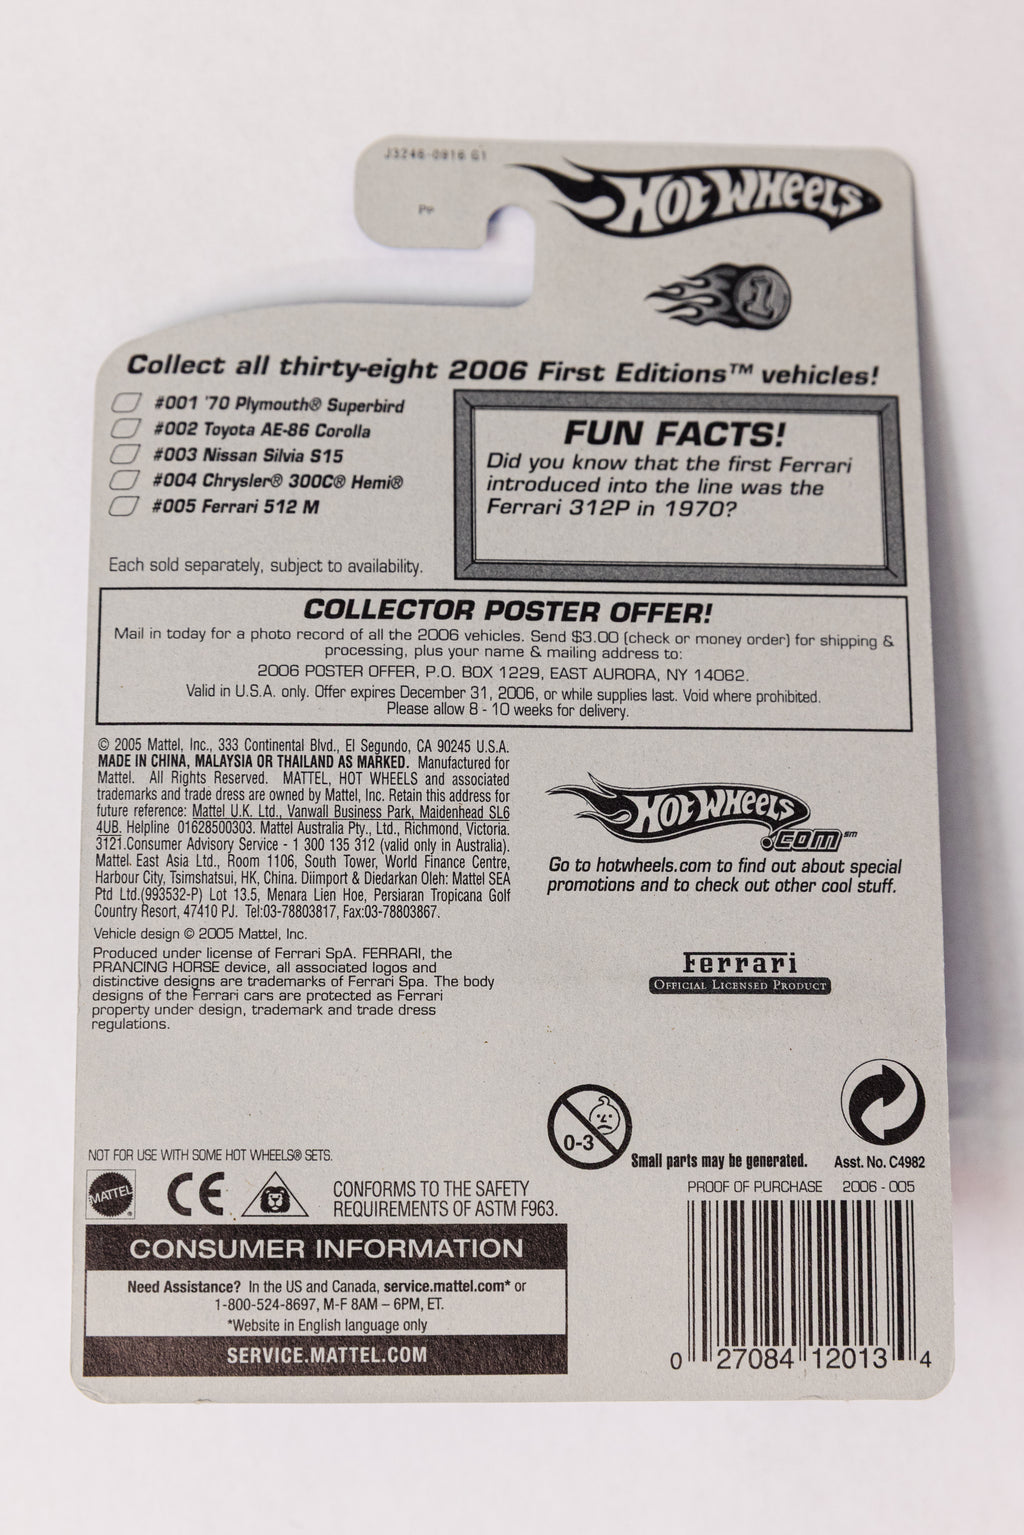 J3246-0916 G1
PP
HOT WHEELS
1
Collect all thirty-eight 2006 First Editions™ vehicles!
#001 '70 Plymouth® Superbird
#002 Toyota AE-86 Corolla
#003 Nissan Silvia S15
#004 Chrysler® 300C® Hemi®
#005 Ferrari 512 M
Each sold separately, subject to availability.
FUN FACTS!
Did you know that the first Ferrari
introduced into the line was the
Ferrari 312P in 1970?
COLLECTOR POSTER OFFER!
Mail in today for a photo record of all the 2006 vehicles. Send $3.00 (check or money order) for shipping &
processing, plus your name & mailing address to:
2006 POSTER OFFER, P.O. BOX 1229, EAST AURORA, NY 14062.
Valid in U.S.A. only. Offer expires December 31, 2006, or while supplies last. Void where prohibited.
Please allow 8 - 10 weeks for delivery.
© 2005 Mattel, Inc., 333 Continental Blvd., El Segundo, CA 90245 U.S.A.
MADE IN CHINA, MALAYSIA OR THAILAND AS MARKED. Manufactured for
Mattel. All Rights Reserved. MATTEL, HOT WHEELS and associated
trademarks and trade dress are owned by Mattel, Inc. Retain this address for
future reference: Mattel U.K. Ltd., Vanwall Business Park, Maidenhead SL6
4UB. Helpline 01628500303. Mattel Australia Pty., Ltd., Richmond, Victoria.
3121.Consumer Advisory Service - 1 300 135 312 (valid only in Australia).
Mattel East Asia Ltd., Room 1106, South Tower, World Finance Centre,
Harbour City, Tsimshatsui, HK, China. Diimport & Diedarkan Oleh: Mattel SEA
Ptd Ltd.(993532-P) Lot 13.5, Menara Lien Hoe, Persiaran Tropicana Golf
Country Resort, 47410 PJ. Tel:03-78803817, Fax:03-78803867.
Vehicle design © 2005 Mattel, Inc.
Produced under license of Ferrari SpA. FERRARI, the
PRANCING HORSE device, all associated logos and
distinctive designs are trademarks of Ferrari Spa. The body
designs of the Ferrari cars are protected as Ferrari
property under design, trademark and trade dress
regulations.
HOT WHEELS
.COM℠
Go to hotwheels.com to find out about special
promotions and to check out other cool stuff.
Ferrari
OFFICIAL LICENSED PRODUCT
0-3
Small parts may be generated.
Asst. No. C4982
NOT FOR USE WITH SOME HOT WHEELS® SETS.
MATTEL®
CE
CONFORMS TO THE SAFETY
REQUIREMENTS OF ASTM F963.
CONSUMER INFORMATION
Need Assistance? In the US and Canada, service.mattel.com* or
1-800-524-8697, M-F 8AM – 6PM, ET.
*Website in English language only
SERVICE.MATTEL.COM
PROOF OF PURCHASE 2006 - 005
0 27084 12013 4